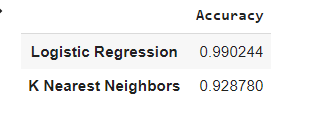 Accuracy
Logistic Regression 0.990244
K Nearest Neighbors 0.928780